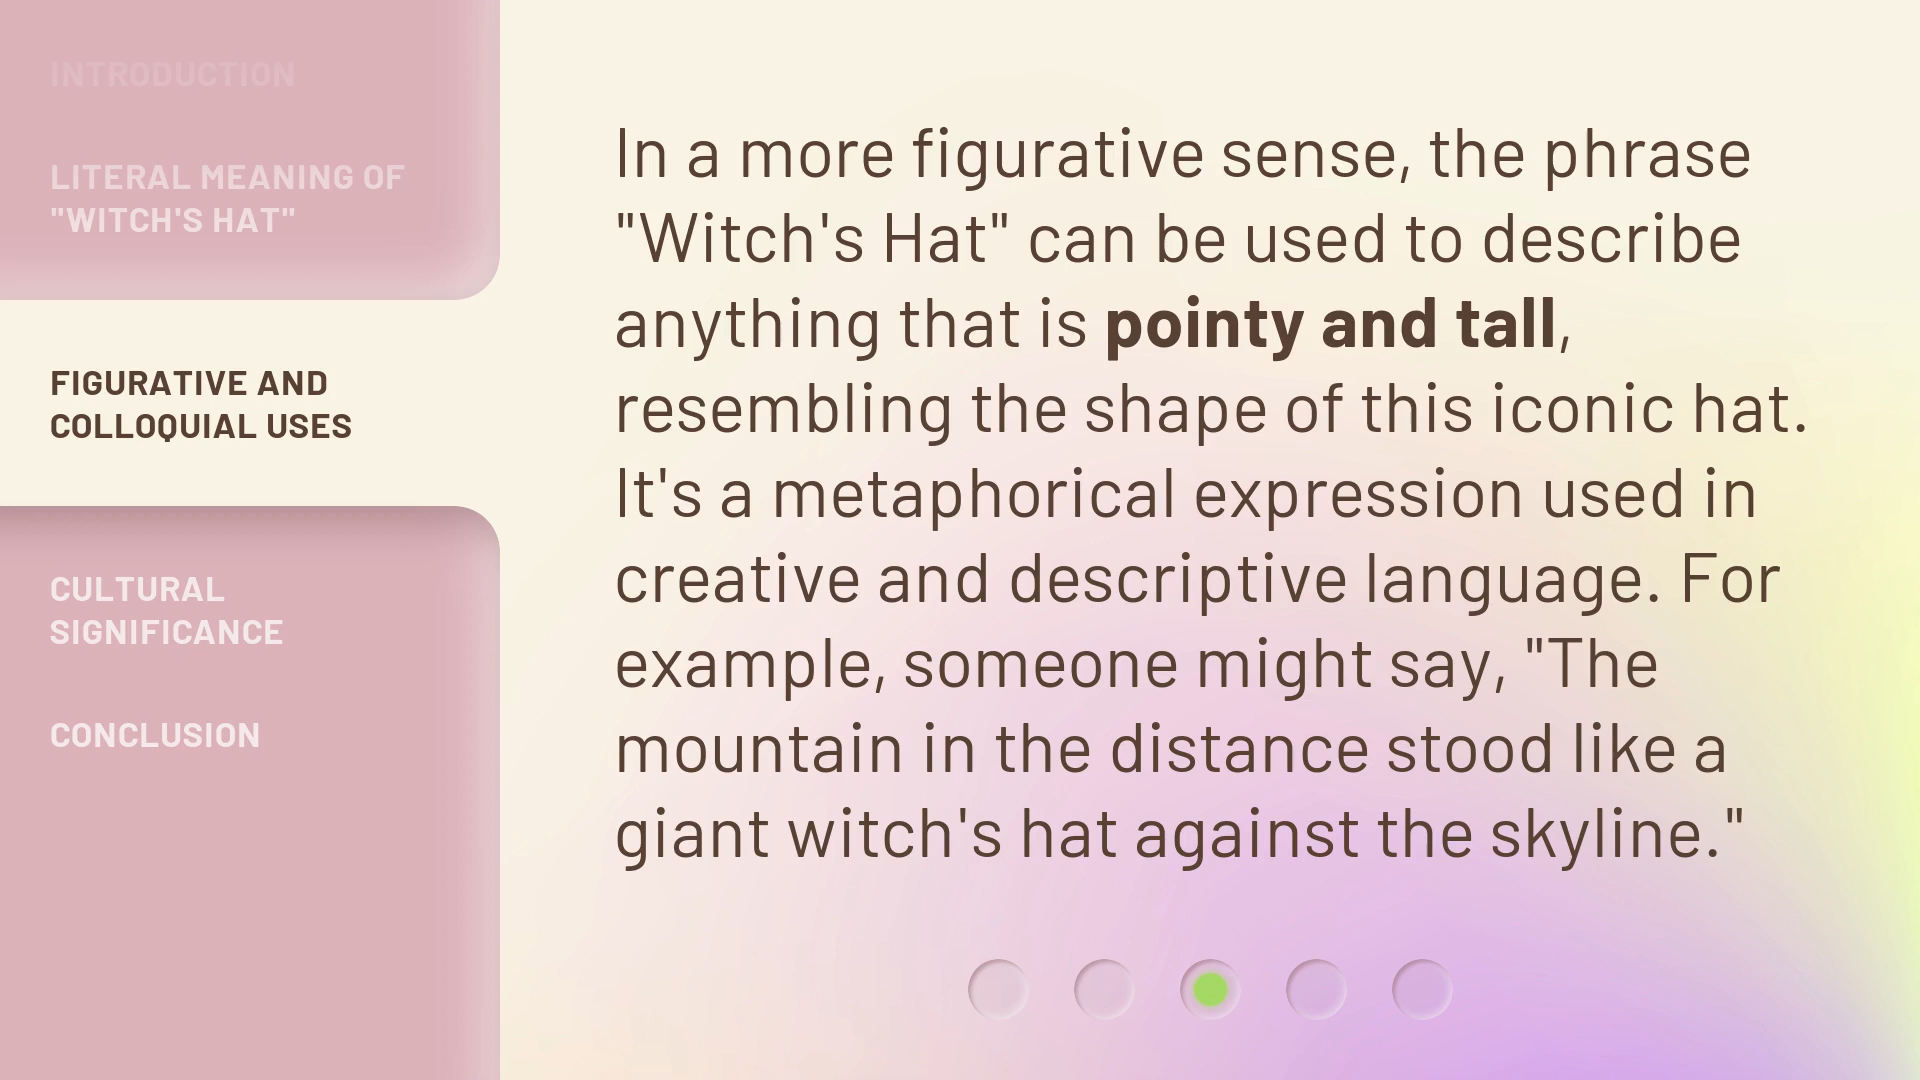 INTRODUCTION
LITERAL MEANING OF
"WITCH'S HAT"
FIGURATIVE AND
COLLOQUIAL USES
CULTURAL
SIGNIFICANCE
CONCLUSION
In a more figurative sense, the phrase
"Witch's Hat" can be used to describe
anything that is pointy and tall,
resembling the shape of this iconic hat.
It's a metaphorical expression used in
creative and descriptive language. For
example, someone might say, "The
mountain in the distance stood like a
giant witch's hat against the skyline."